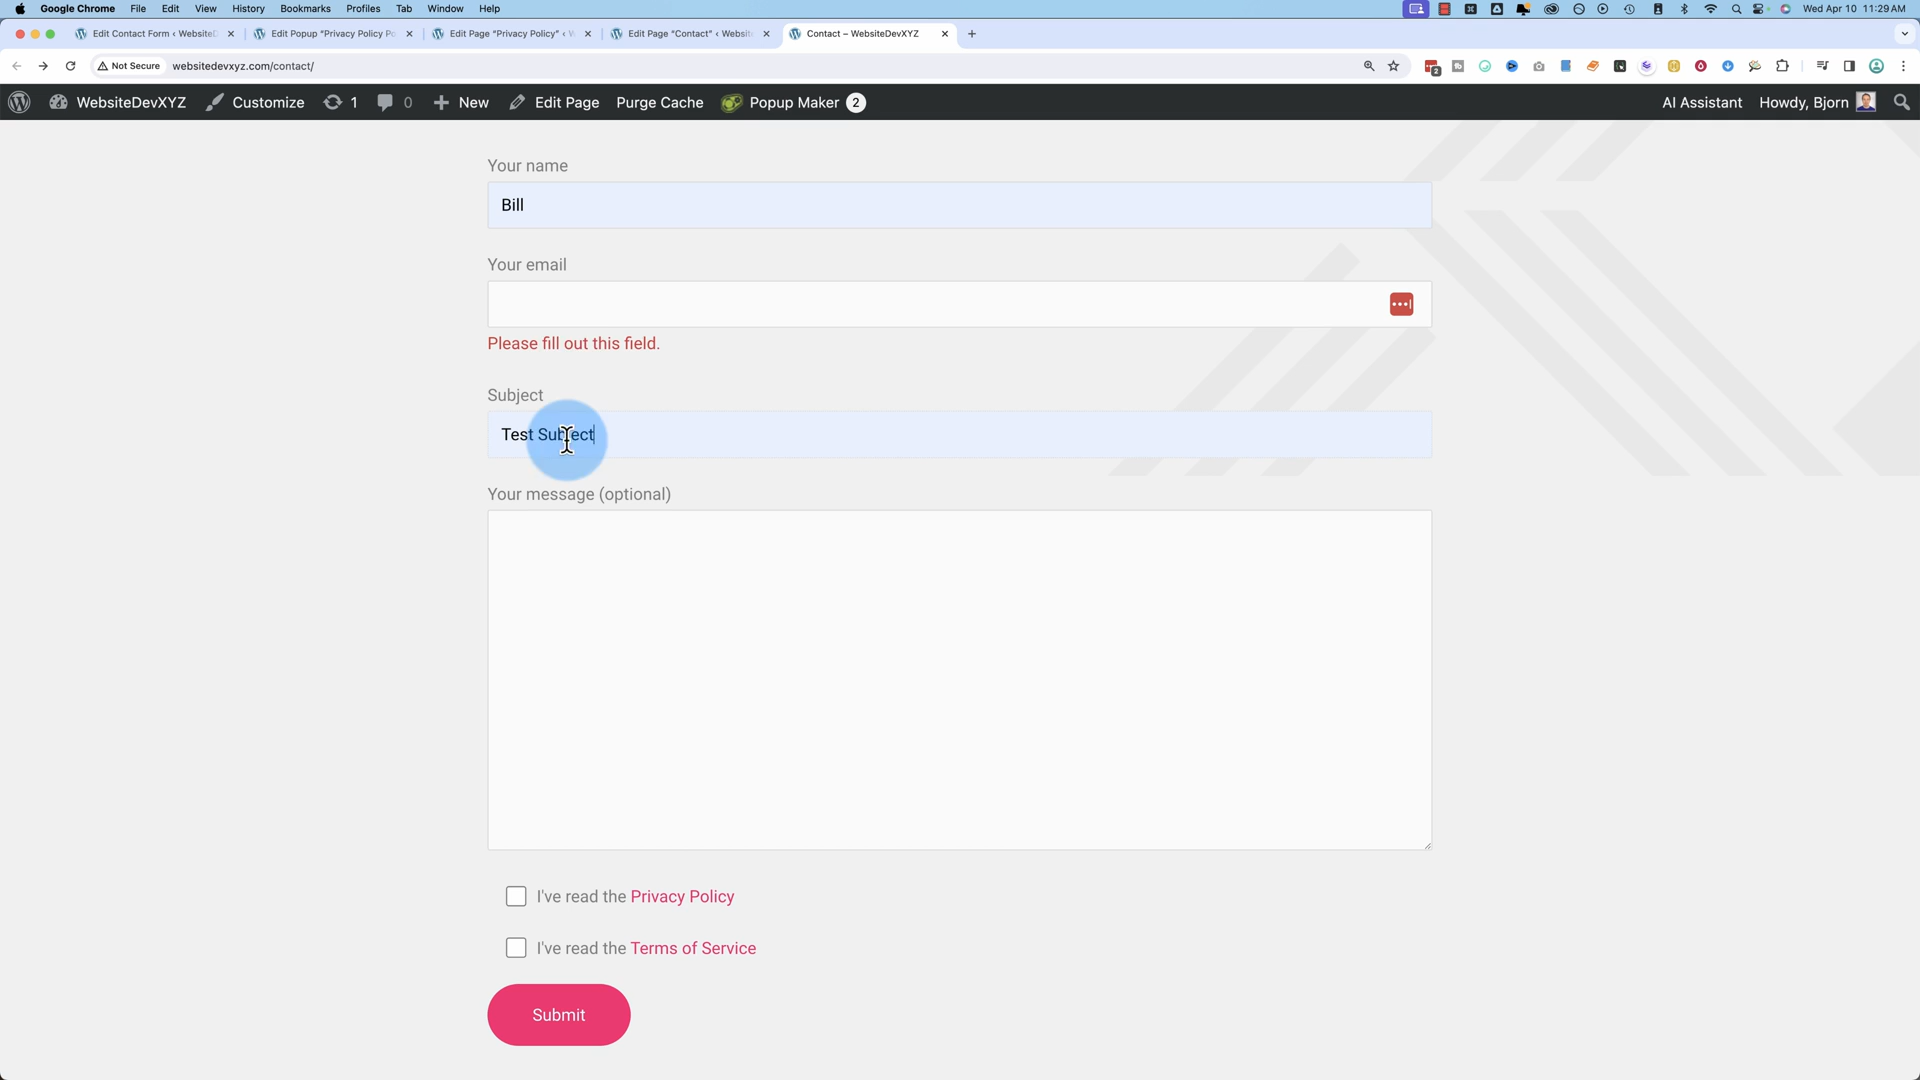 Google Chrome File Edit View History Bookmarks Profiles Tab Window Help Wed Apr 10 11:29 AM
Edit Contact Form ‹ WebsiteD Edit Popup “Privacy Policy Po Edit Page “Privacy Policy” ‹ W Edit Page “Contact” ‹ Website Contact – WebsiteDevXYZ
Not Secure websitedevxyz.com/contact/ 2
WebsiteDevXYZ Customize 1 0 New Edit Page Purge Cache Popup Maker 2 AI Assistant Howdy, Bjorn
Your name
Bill
Your email
Please fill out this field.
Subject
Test Subject
Your message (optional)
I've read the Privacy Policy
I've read the Terms of Service
Submit